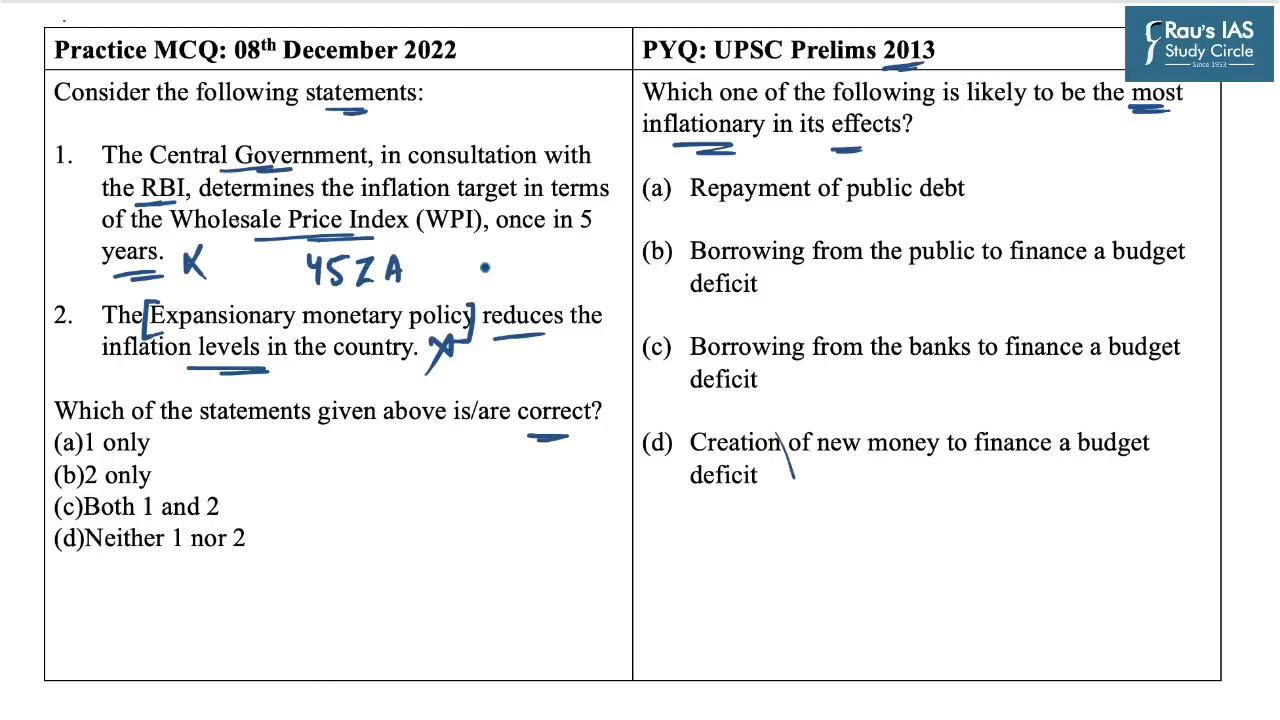 Rau's IAS
Study Circle
Since 1953
Practice MCQ: 08th December 2022
Consider the following statements:
1. The Central Government, in consultation with
the RBI, determines the inflation target in terms
of the Wholesale Price Index (WPI), once in 5
years.
45ZA
2. The [Expansionary monetary policy] reduces the
inflation levels in the country.
Which of the statements given above is/are correct?
(a)1 only
(b)2 only
(c)Both 1 and 2
(d)Neither 1 nor 2
PYQ: UPSC Prelims 2013
Which one of the following is likely to be the most
inflationary in its effects?
(a) Repayment of public debt
(b) Borrowing from the public to finance a budget
deficit
(c) Borrowing from the banks to finance a budget
deficit
(d) Creation of new money to finance a budget
deficit